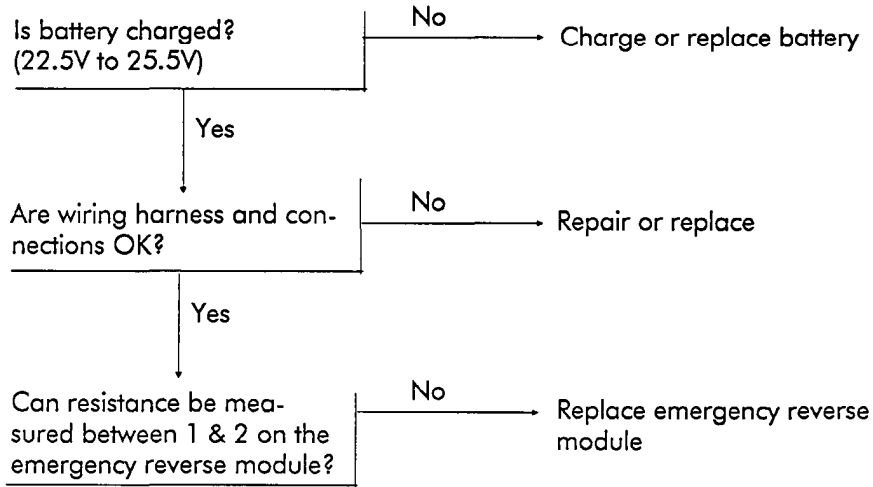 Is battery charged?
(22.5V to 25.5V)
No
Charge or replace battery
Yes
Are wiring harness and con-
nections OK?
No
Repair or replace
Yes
Can resistance be mea-
sured between 1 & 2 on the
emergency reverse module?
No
Replace emergency reverse
module